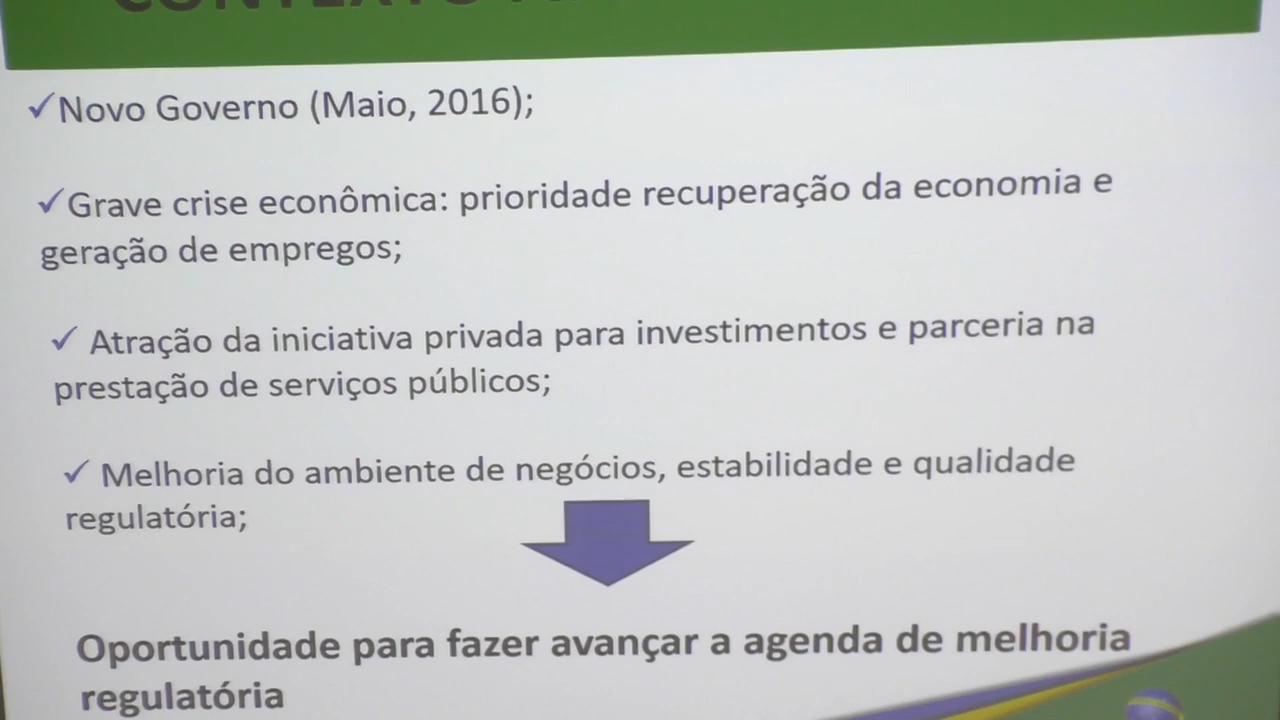 CONTEXTO
✓Novo Governo (Maio, 2016);
✓Grave crise econômica: prioridade recuperação da economia e
geração de empregos;
✓ Atração da iniciativa privada para investimentos e parceria na
prestação de serviços públicos;
✓ Melhoria do ambiente de negócios, estabilidade e qualidade
regulatória;
Oportunidade para fazer avançar a agenda de melhoria
regulatória